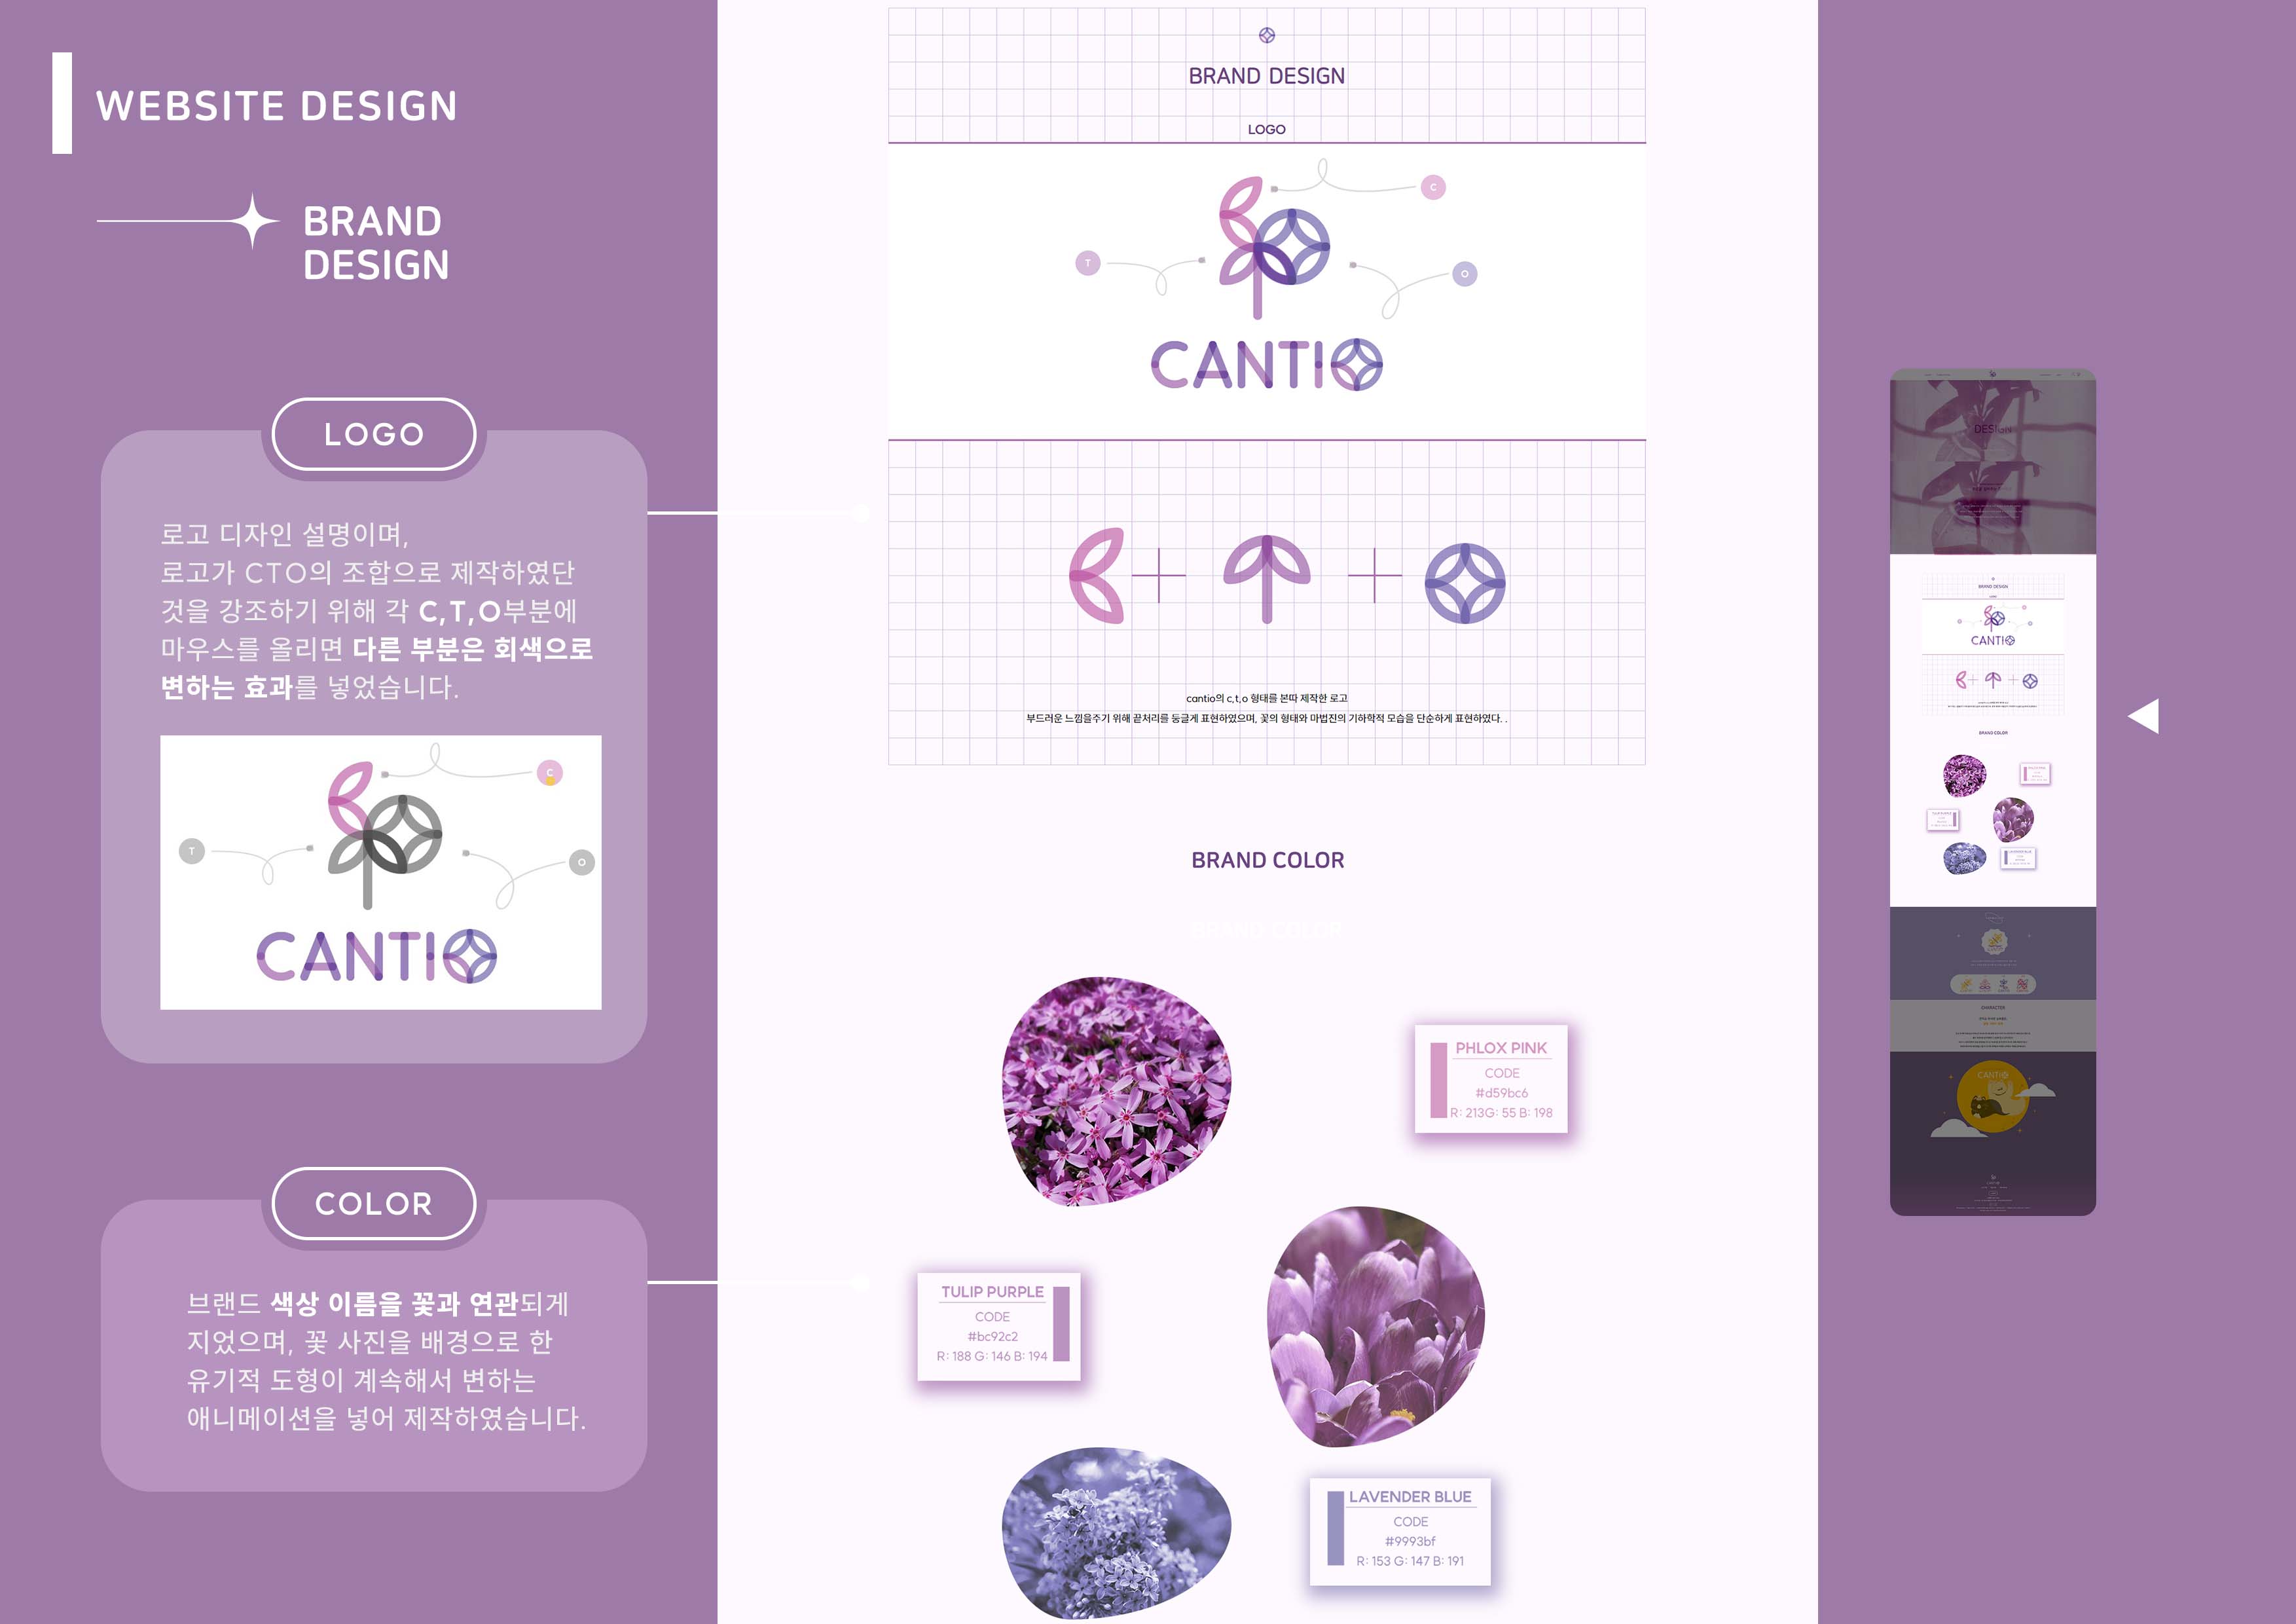 WEBSITE DESIGN
BRAND
DESIGN
LOGO
로고 디자인 설명이며,
로고가 CTO의 조합으로 제작하였단
것을 강조하기 위해 각 C,T,O부분에
마우스를 올리면 다른 부분은 회색으로
변하는 효과를 넣었습니다.
C
T
O
CANTIO
COLOR
브랜드 색상 이름을 꽃과 연관되게
지었으며, 꽃 사진을 배경으로 한
유기적 도형이 계속해서 변하는
애니메이션을 넣어 제작하였습니다.
BRAND DESIGN
LOGO
C
T
O
CANTIO
cantio의 c,t,o 형태를 본따 제작한 로고
부드러운 느낌을주기 위해 끝처리를 둥글게 표현하였으며, 꽃의 형태와 마법진의 기하학적 모습을 단순하게 표현하였다. .
BRAND COLOR
BRAND COLOR
PHLOX PINK
CODE
#d59bc6
R: 213G: 55 B: 198
TULIP PURPLE
CODE
#bc92c2
R: 188 G: 146 B: 194
LAVENDER BLUE
CODE
#9993bf
R: 153 G: 147 B: 191
DESIGN
BRAND DESIGN
CANTIO
BRAND COLOR
CHARACTER
CANTIO